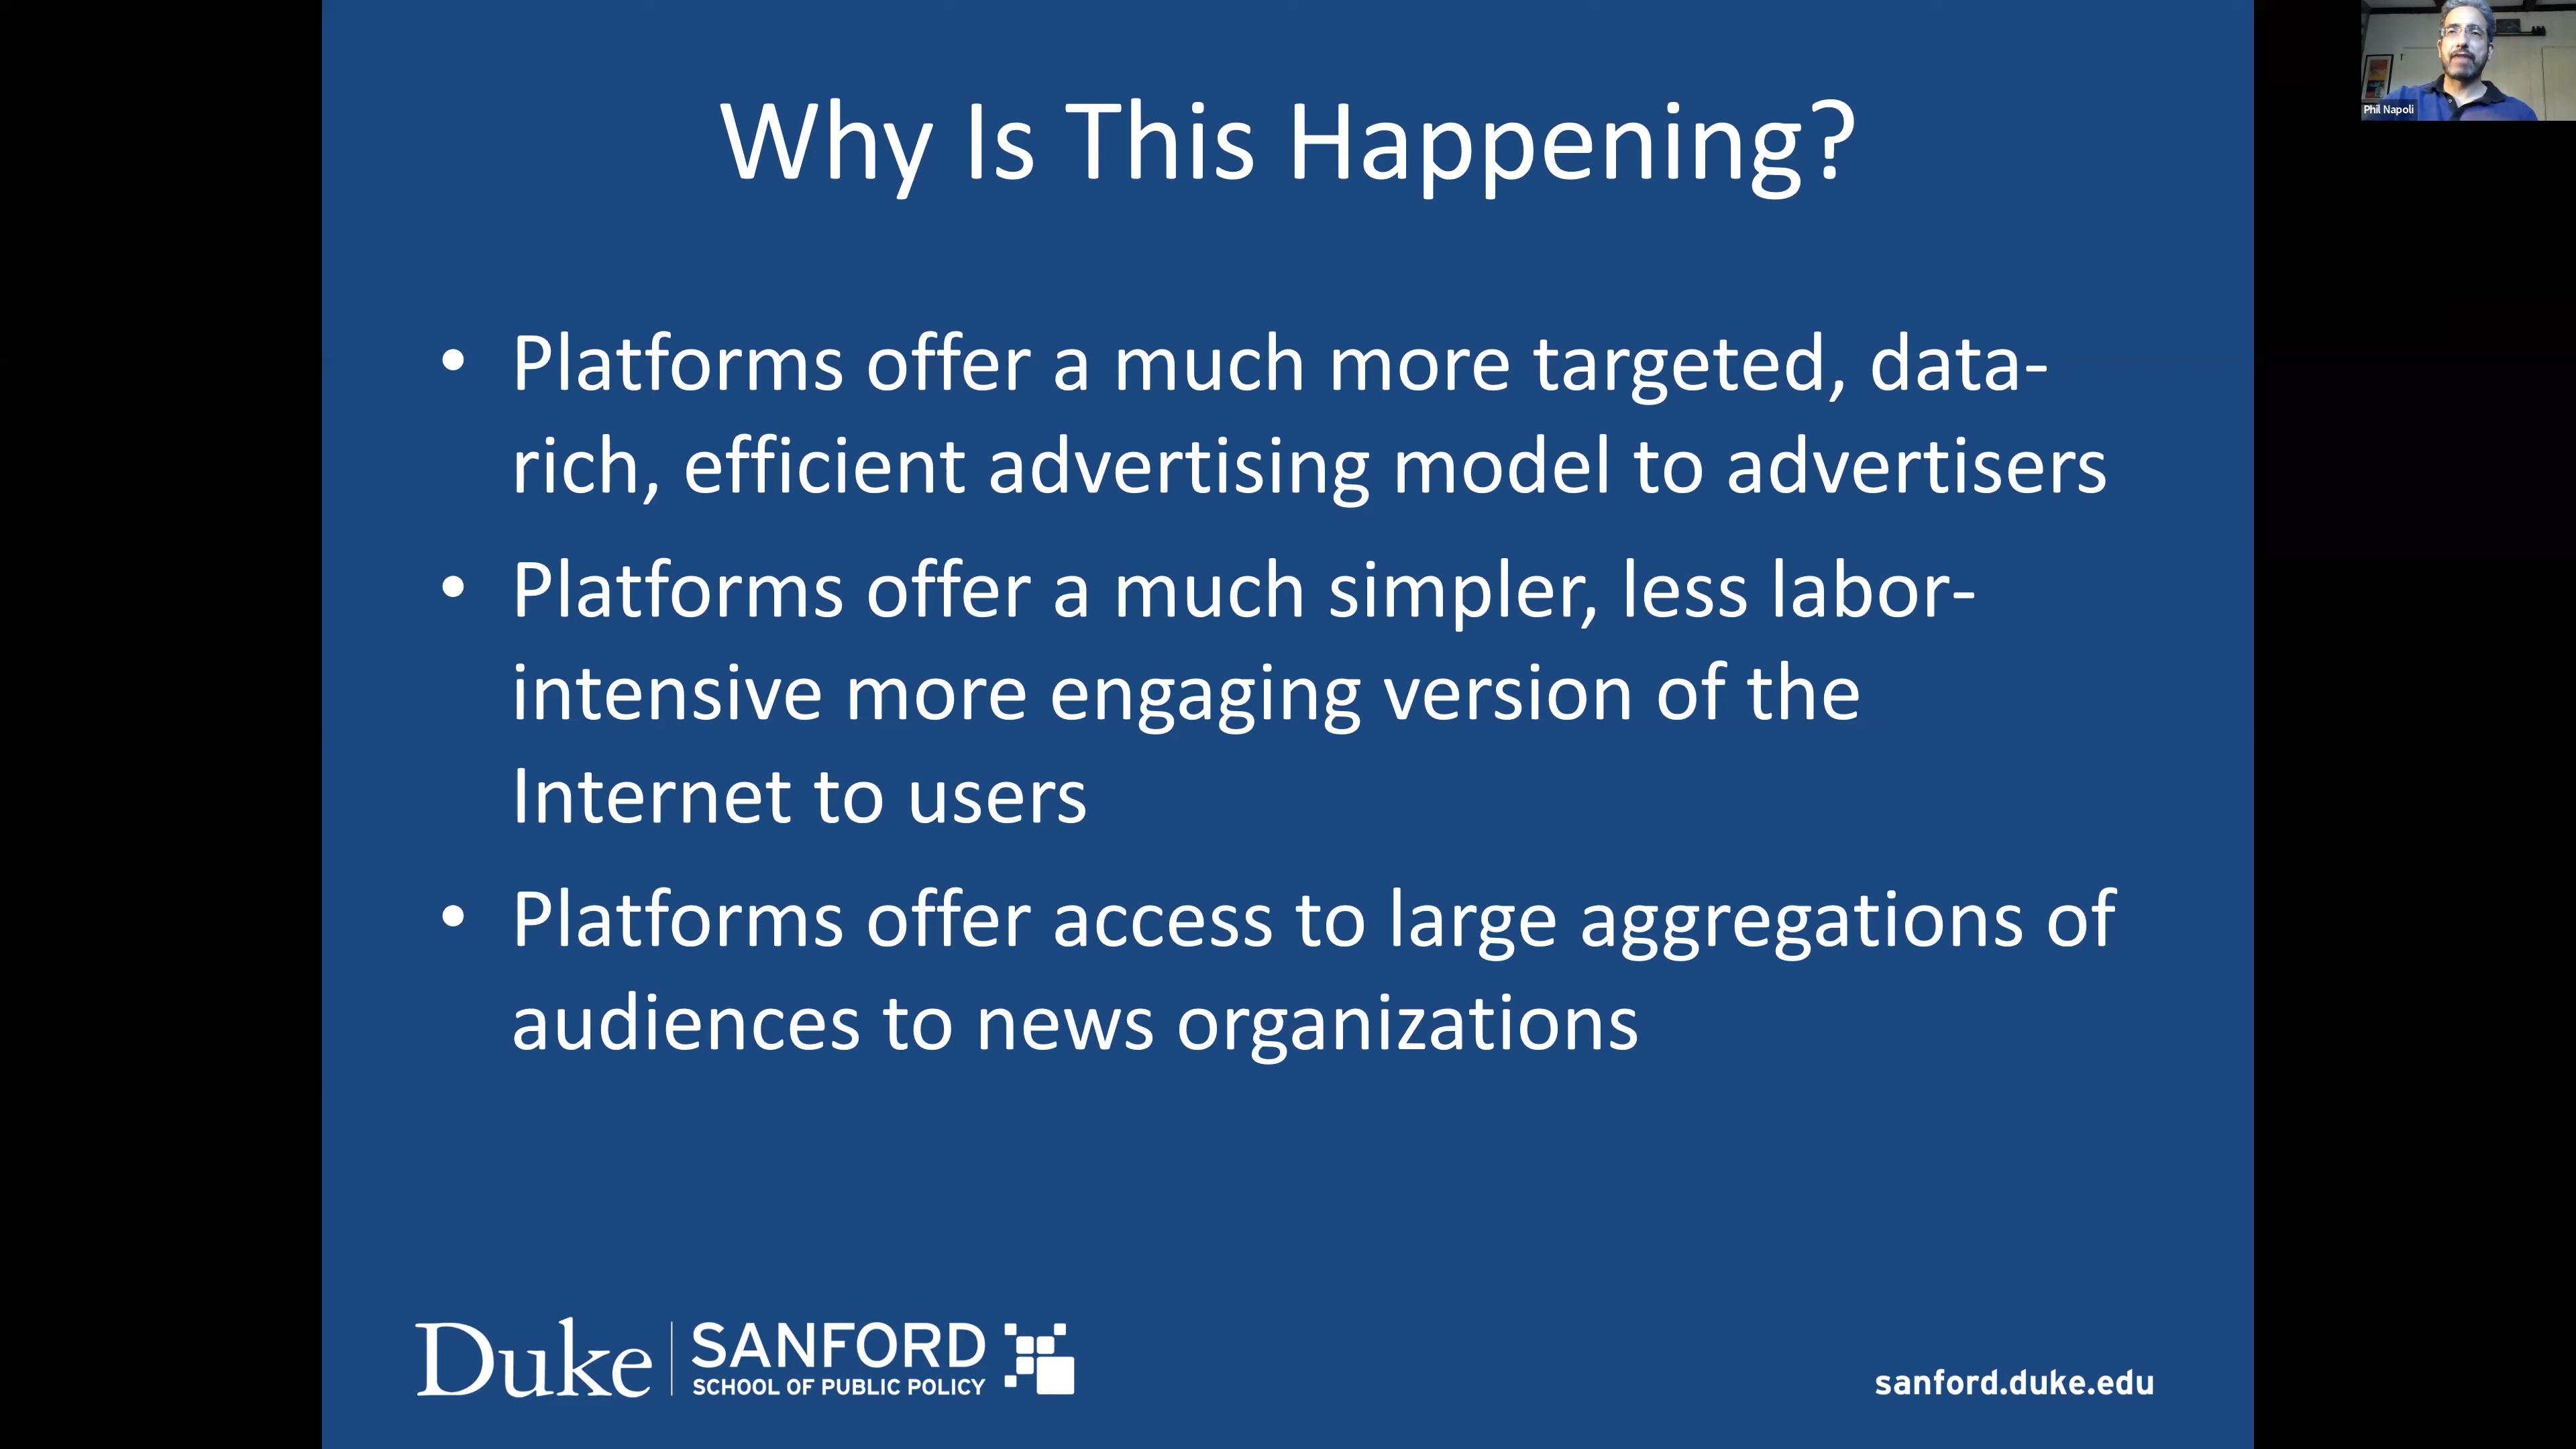 Why Is This Happening?
Phil Napoli
• Platforms offer a much more targeted, data-
rich, efficient advertising model to advertisers
• Platforms offer a much simpler, less labor-
intensive more engaging version of the
Internet to users
• Platforms offer access to large aggregations of
audiences to news organizations
Duke SANFORD
SCHOOL OF PUBLIC POLICY
sanford.duke.edu